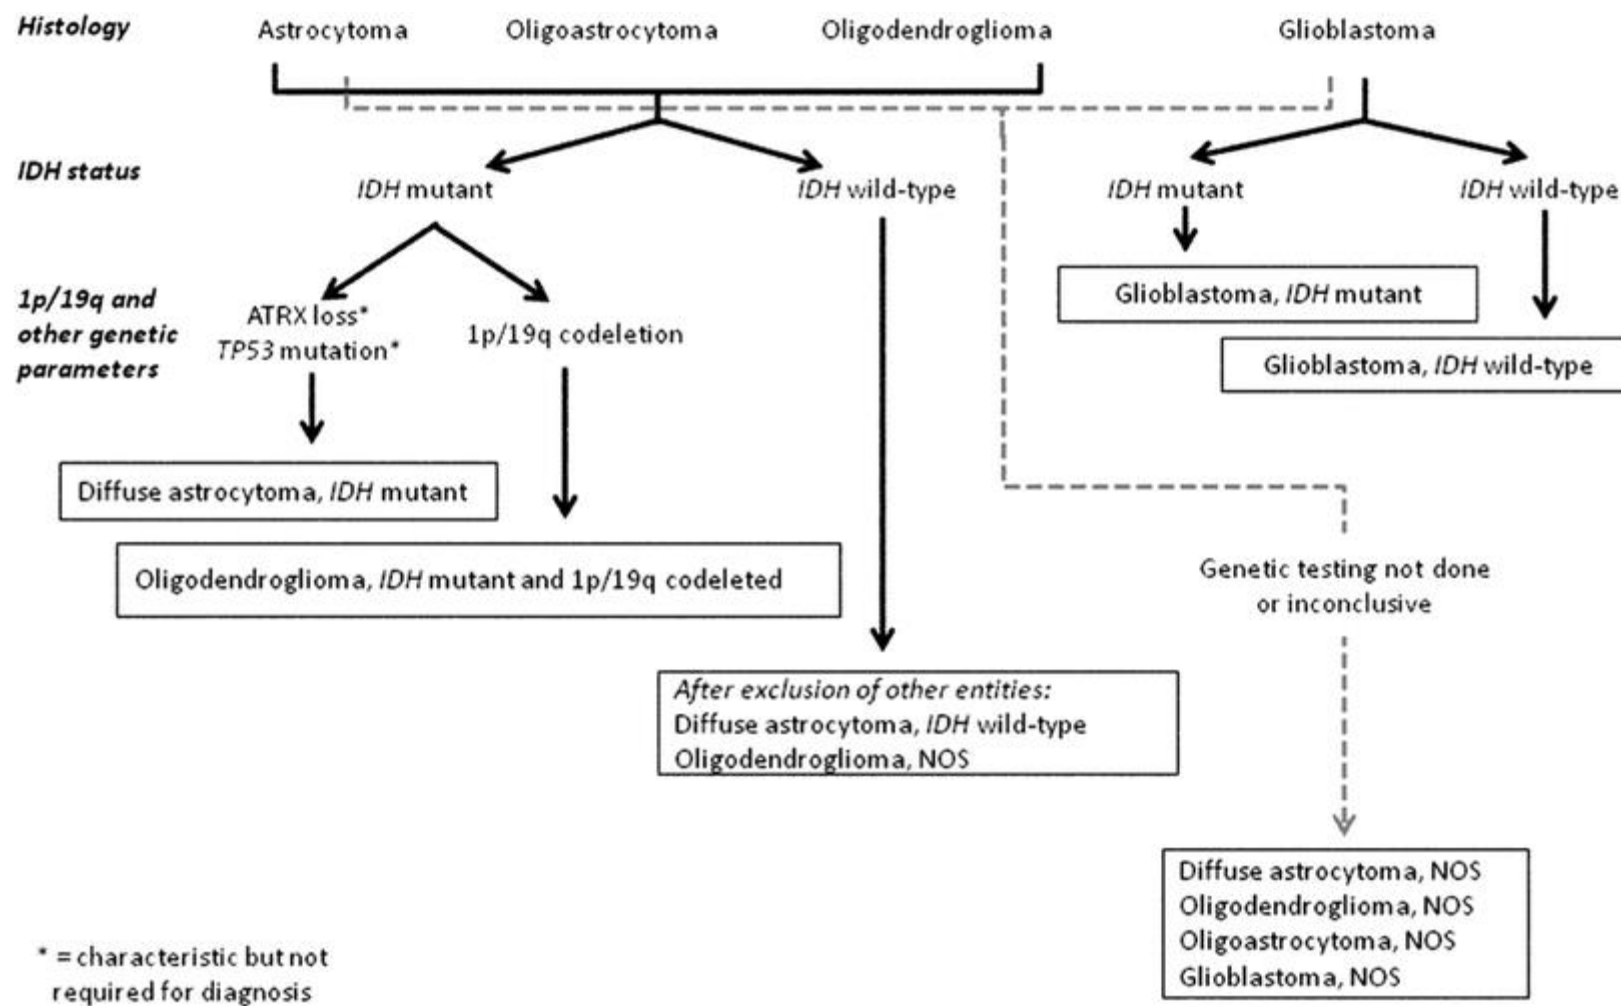 Histology
Astrocytoma
Oligoastrocytoma
Oligodendroglioma
Glioblastoma
IDH status
IDH mutant
IDH wild-type
IDH mutant
IDH wild-type
1p/19q and
other genetic
parameters
ATRX loss*
TP53 mutation*
1p/19q codeletion
Glioblastoma, IDH mutant
Glioblastoma, IDH wild-type
Diffuse astrocytoma, IDH mutant
Oligodendroglioma, IDH mutant and 1p/19q codeleted
Genetic testing not done
or inconclusive
After exclusion of other entities:
Diffuse astrocytoma, IDH wild-type
Oligodendroglioma, NOS
Diffuse astrocytoma, NOS
Oligodendroglioma, NOS
Oligoastrocytoma, NOS
Glioblastoma, NOS
* = characteristic but not
required for diagnosis